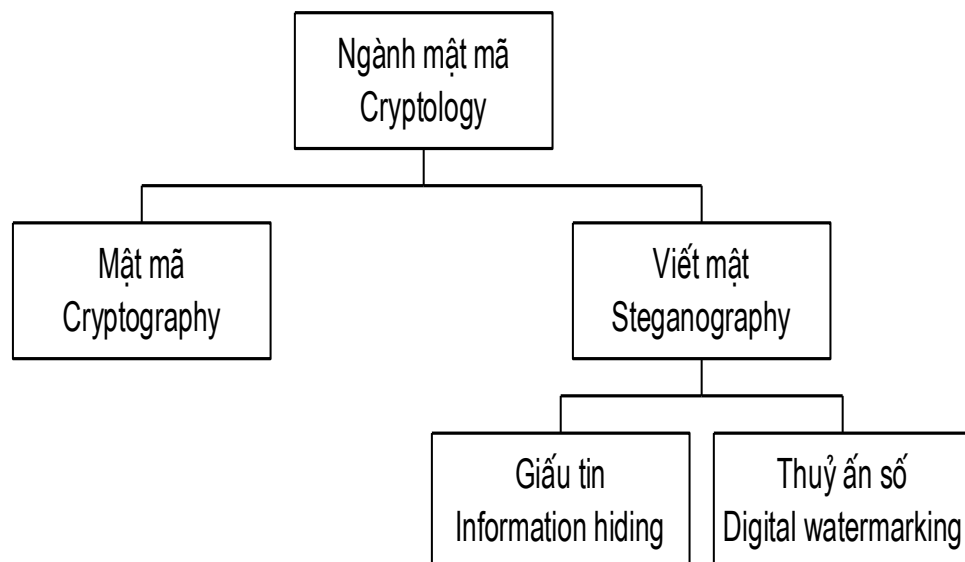 Ngành mật mã
Cryptology
Mật mã
Cryptography
Viết mật
Steganography
Giấu tin
Information hiding
Thuỷ ấn số
Digital watermarking